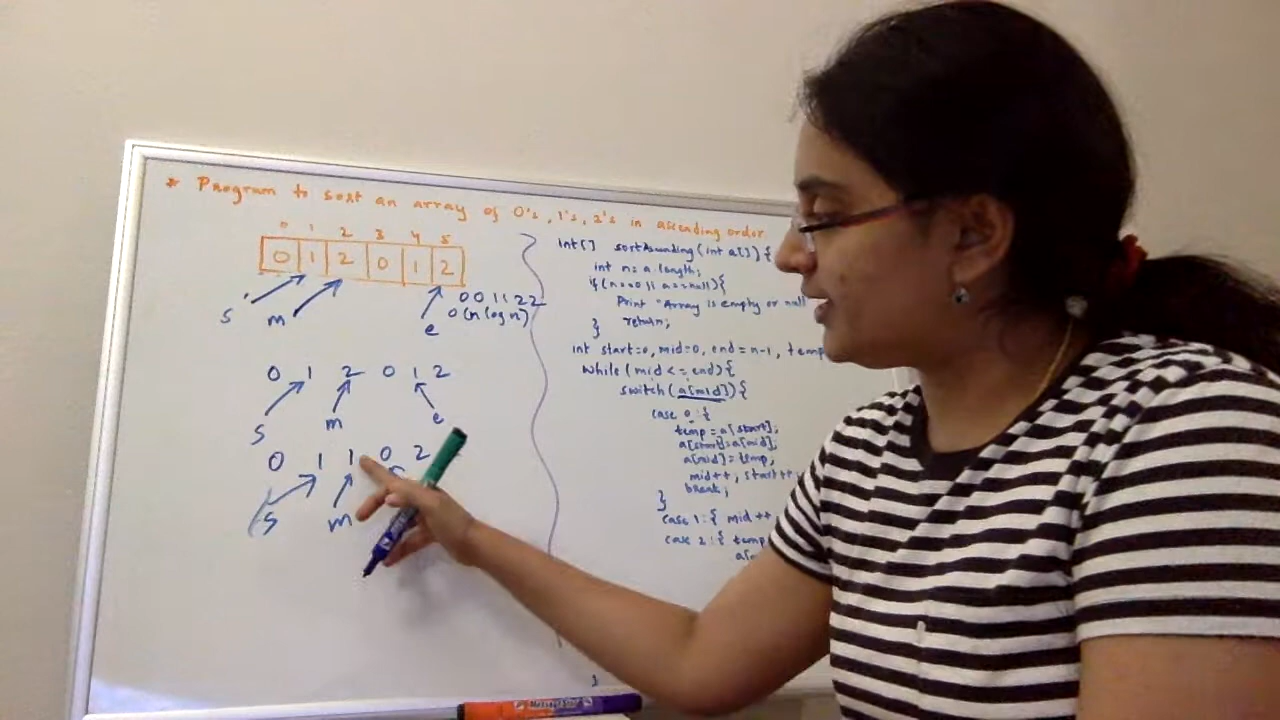 * Program to sort an array of 0's, 1's, 2's in ascending order
0 1 2 3 4 5
0 1 2 0 1 2
s m e
0 0 1 1 2 2
O(n log n)
0 1 2 0 1 2
s m e
0 1 1 0 2
s m
int[] sortAscending(int a[]) {
int n = a.length;
if (n==0 || a==null) {
Print "Array is empty or null
return;
}
int start=0, mid=0, end=n-1, temp
while (mid <= end) {
switch (a[mid]) {
case 0: {
temp = a[start];
a[start]=a[mid];
a[mid]=temp;
mid++, start++
break;
}
case 1: { mid++
case 2: { temp
a[